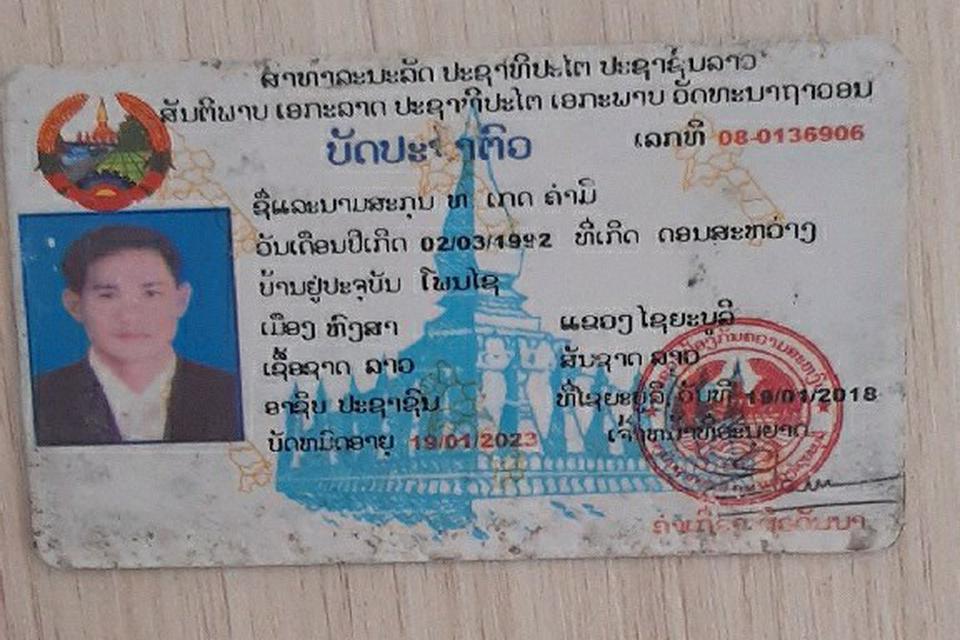 ສາທາລະນະລັດ ປະຊາທິປະໄຕ ປະຊາຊົນລາວ
ສັນຕິພາບ ເອກະລາດ ປະຊາທິປະໄຕ ເອກະພາບ ວັດທະນາຖາວອນ
ບັດປະຈຳຕົວ
ເລກທີ 08-0136906
ຊື່ແລະນາມສະກຸນ ທ ເກດ ຄຳມີ
ວັນເດືອນປີເກີດ 02/03/1992 ທີ່ເກີດ ດອນສະຫວ່າງ
ບ້ານຢູ່ປະຈຸບັນ ໂພນໄຊ
ເມືອງ ຫົງສາ ແຂວງ ໄຊຍະບູລີ
ເຊື້ອຊາດ ລາວ ສັນຊາດ ລາວ
ອາຊີບ ປະຊາຊົນ ທີ່ໄຊຍະບູລີ, ວັນທີ 19/01/2018
ບັດຫມົດອາຍຸ 19/01/2023 ເຈົ້າຫນ້າທີ່ອະນຸຍາດ